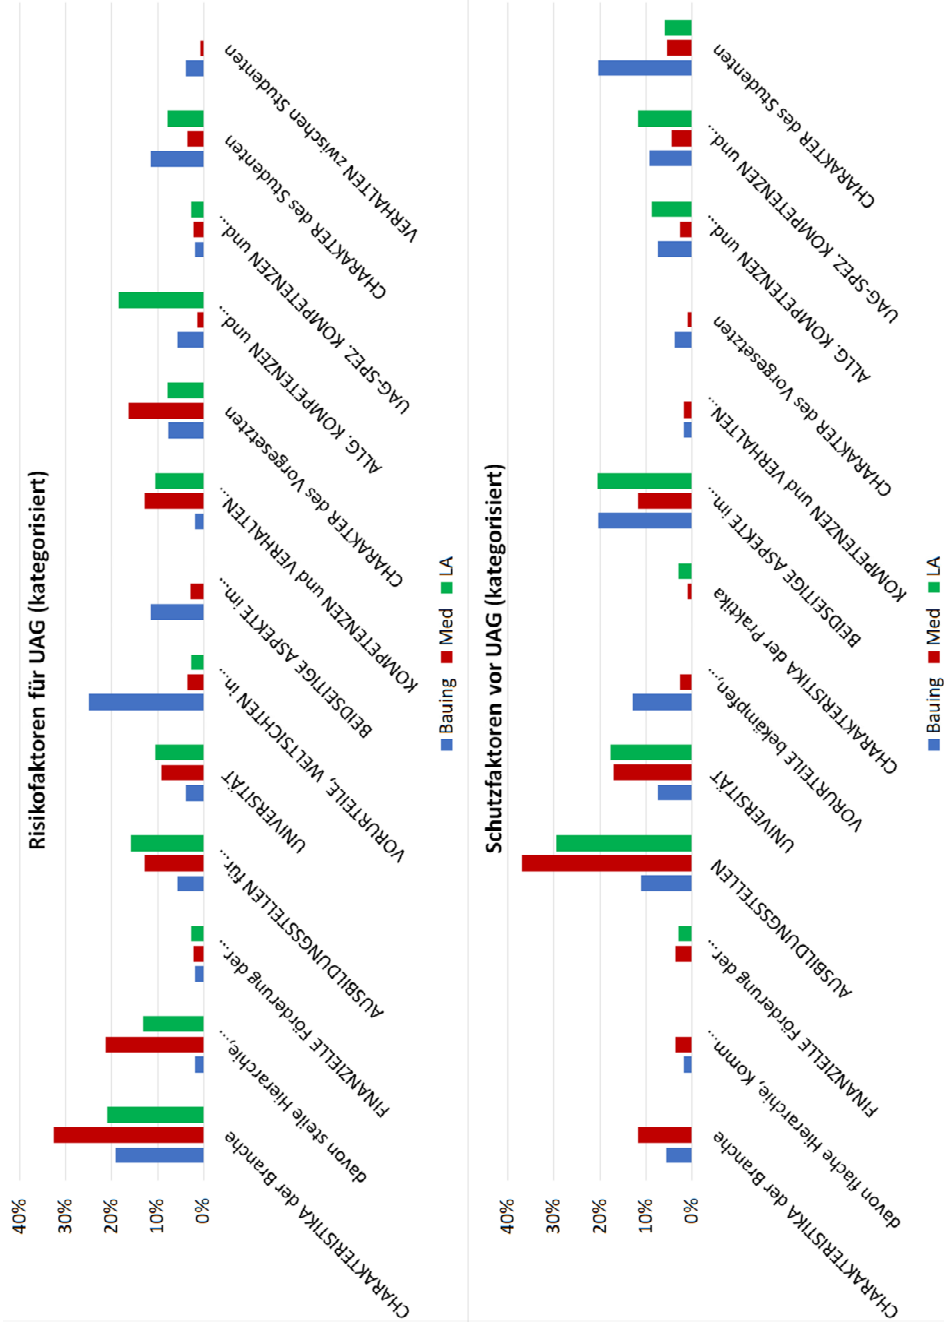 Risikofaktoren für UAG (kategorisiert)
40%
30%
20%
10%
0%
CHARAKTERISTIKA der Branche
davon steile Hierarchie,...
FINANZIELLE Förderung der...
AUSBILDUNGSSTELLEN für...
UNIVERSITÄT
VORURTEILE, WELTSICHTEN in...
BEIDSEITIGE ASPEKTE im...
KOMPETENZEN und VERHALTEN...
CHARAKTER des Vorgesetzten
ALLG. KOMPETENZEN und...
UAG-SPEZ. KOMPETENZEN und...
CHARAKTER des Studenten
VERHALTEN zwischen Studenten
Bauing Med LA
Schutzfaktoren vor UAG (kategorisiert)
40%
30%
20%
10%
0%
CHARAKTERISTIKA der Branche
davon flache Hierarchie, Komm...
FINANZIELLE Förderung der...
AUSBILDUNGSSTELLEN
UNIVERSITÄT
VORURTEILE bekämpfen,...
CHARAKTERISTIKA der Praktika
BEIDSEITIGE ASPEKTE im...
KOMPETENZEN und VERHALTEN...
CHARAKTER des Vorgesetzten
ALLG. KOMPETENZEN und...
UAG-SPEZ. KOMPETENZEN und...
CHARAKTER des Studenten
Bauing Med LA